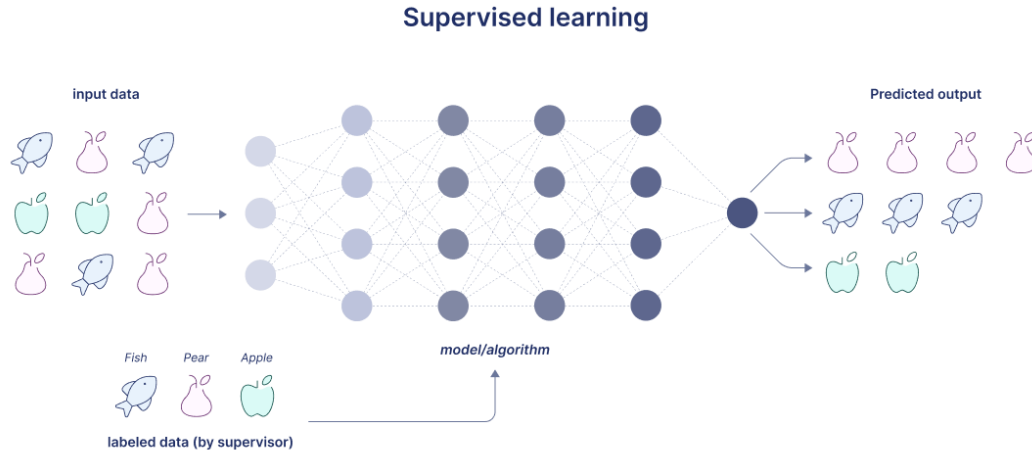 Supervised learning
input data
Predicted output
model/algorithm
Fish Pear Apple
labeled data (by supervisor)